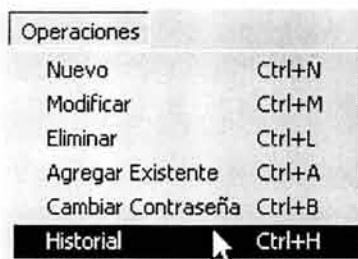 Operaciones
Nuevo Ctrl+N
Modificar Ctrl+M
Eliminar Ctrl+L
Agregar Existente Ctrl+A
Cambiar Contraseña Ctrl+B
Historial Ctrl+H